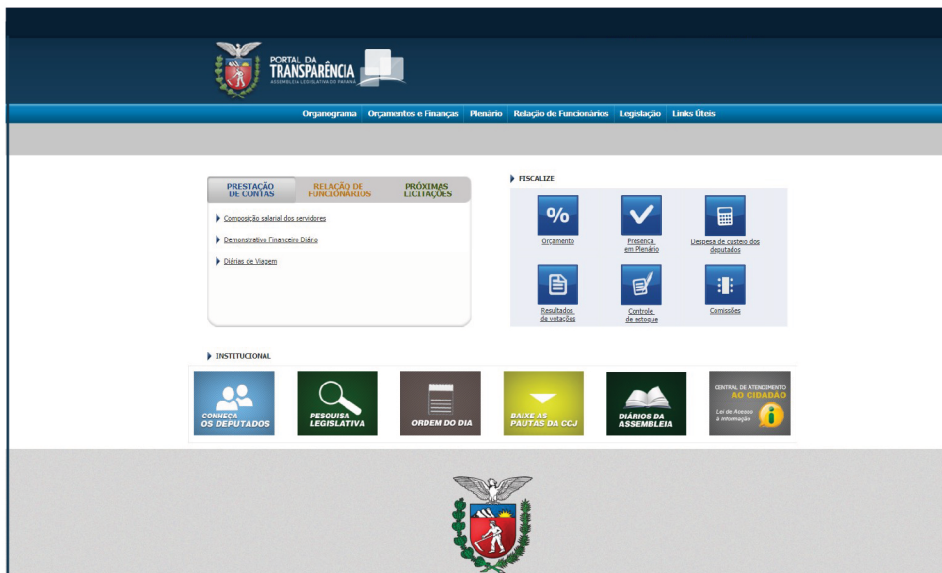 PORTAL DA
TRANSPARÊNCIA
ASSEMBLEIA LEGISLATIVA DO PARANÁ
Organograma Orçamentos e Finanças Plenário Relação de Funcionários Legislação Links Úteis
PRESTAÇÃO
DE CONTAS
RELAÇÃO DE
FUNCIONÁRIOS
PRÓXIMAS
LICITAÇÕES
Composição salarial dos servidores
Demonstrativo Financeiro Diário
Diárias de Viagem
FISCALIZE
%
Orçamento
Presença
em Plenário
Despesa de custeio dos
deputados
Resultados
de votações
Controle
de estoque
Comissões
INSTITUCIONAL
CONHEÇA
OS DEPUTADOS
PESQUISA
LEGISLATIVA
ORDEM DO DIA
BAIXE AS
PAUTAS DA CCJ
DIÁRIOS DA
ASSEMBLEIA
CENTRAL DE ATENDIMENTO
AO CIDADÃO
Lei de Acesso
à informação
i